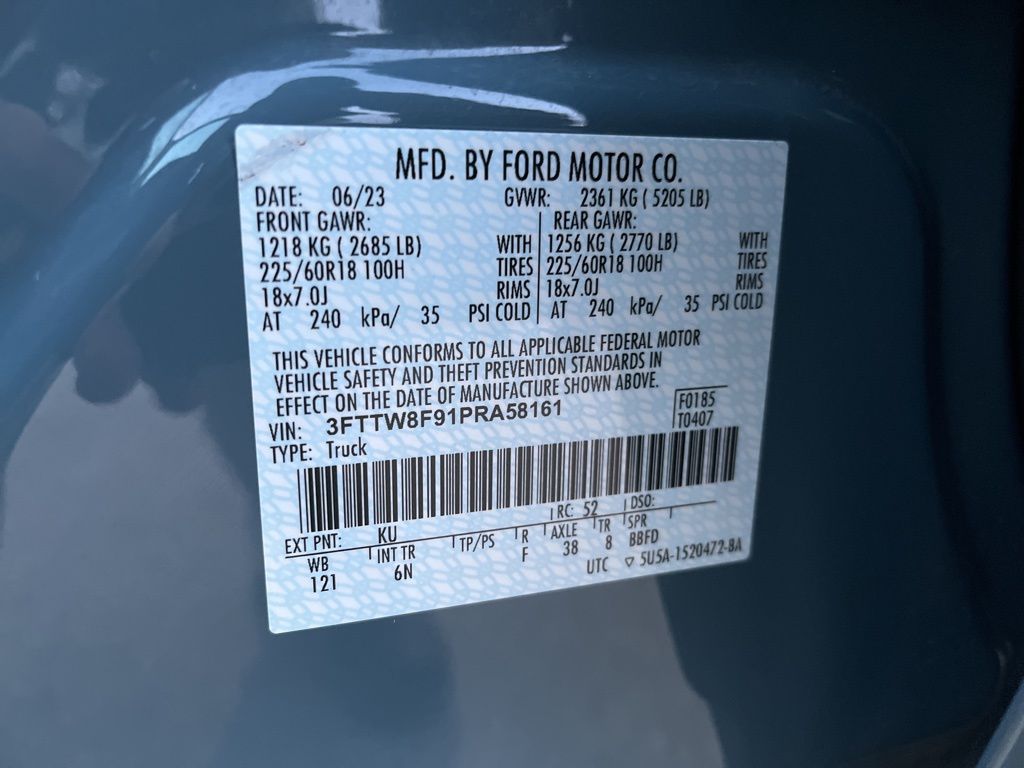 MFD. BY FORD MOTOR CO.
DATE: 06/23 GVWR: 2361 KG ( 5205 LB)
FRONT GAWR: REAR GAWR:
1218 KG ( 2685 LB) WITH 1256 KG ( 2770 LB) WITH
225/60R18 100H TIRES 225/60R18 100H TIRES
18x7.0J RIMS 18x7.0J RIMS
AT 240 kPa/ 35 PSI COLD AT 240 kPa/ 35 PSI COLD
THIS VEHICLE CONFORMS TO ALL APPLICABLE FEDERAL MOTOR
VEHICLE SAFETY AND THEFT PREVENTION STANDARDS IN
EFFECT ON THE DATE OF MANUFACTURE SHOWN ABOVE.
VIN: 3FTTW8F91PRA58161 F0185
TYPE: Truck T0407
EXT PNT: KU RC: 52 DSO:
WB INT TR TP/PS R AXLE TR SPR
121 6N F 38 8 BBFD
UTC ▽ 5U5A-1520472-BA